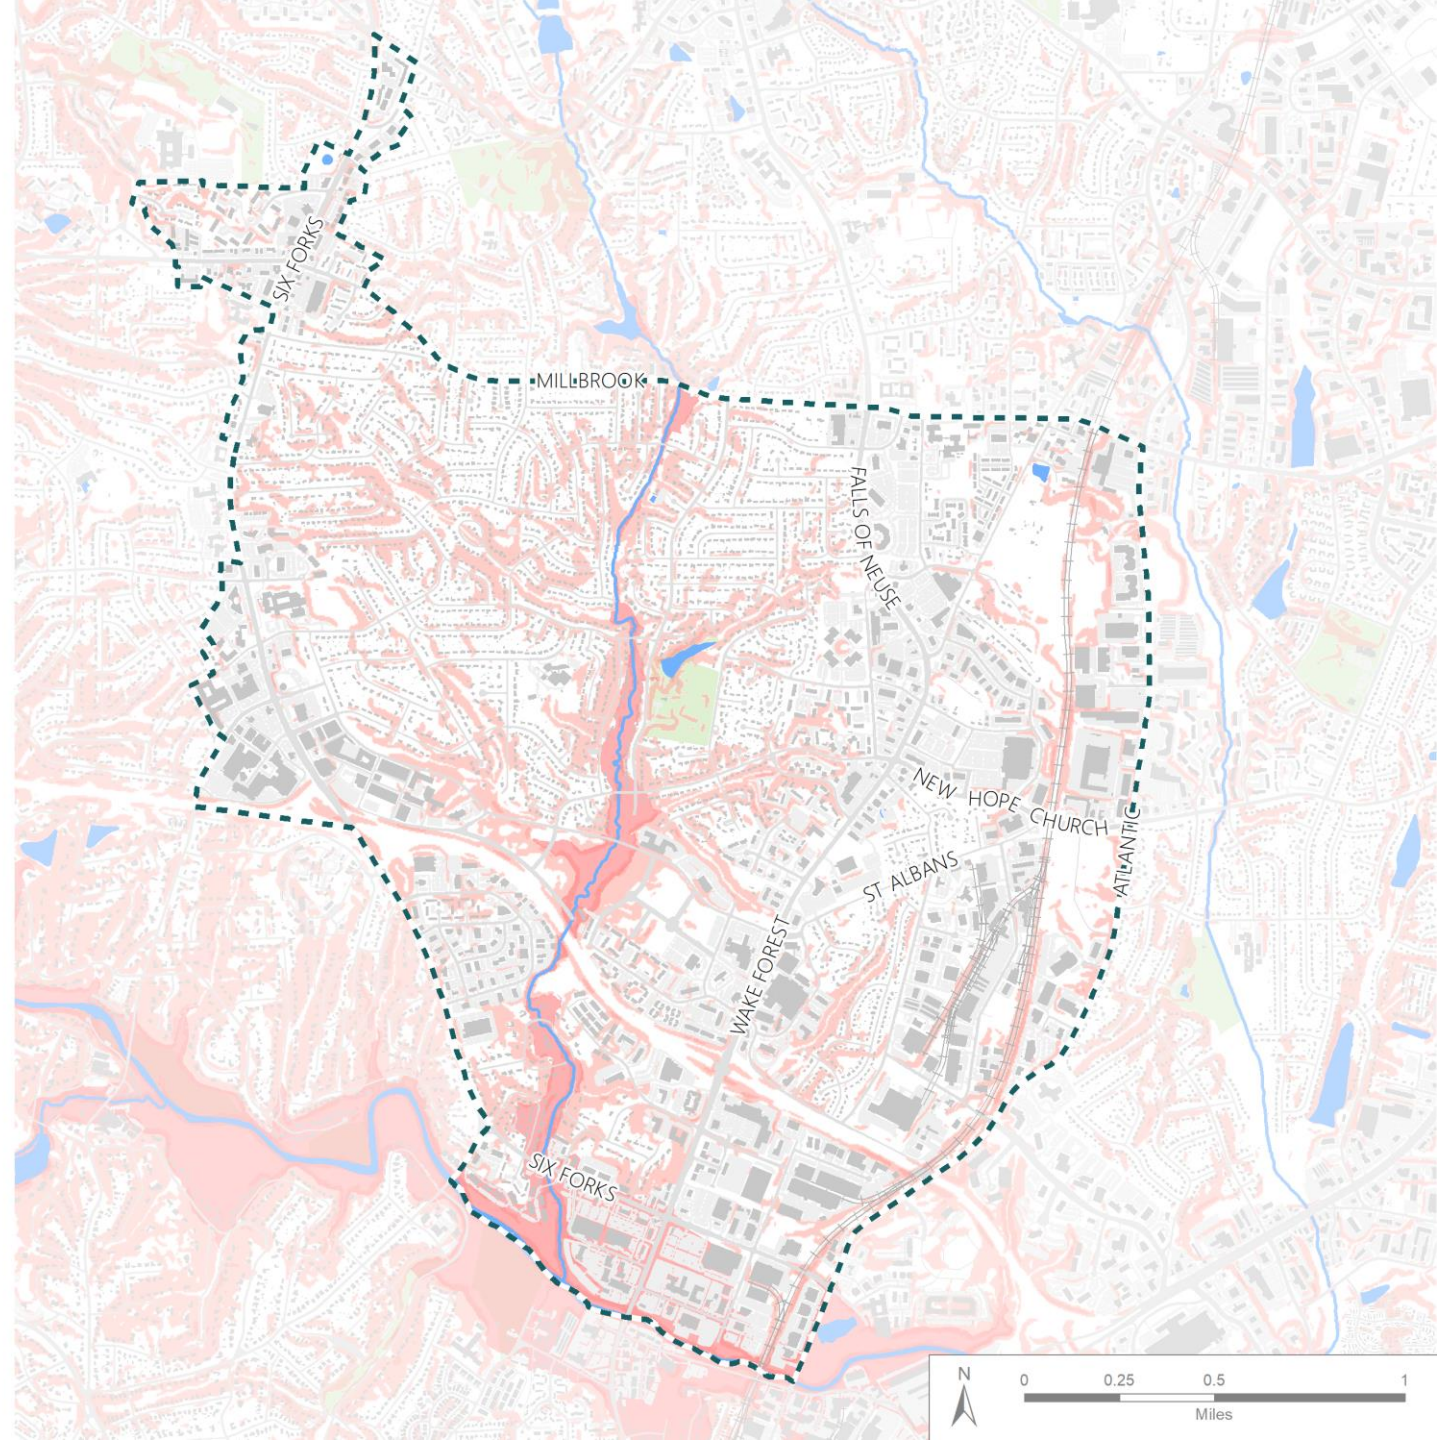 SIX FORKS
MILLBROOK
FALLS OF NEUSE
NEW HOPE CHURCH
ATLANTIC
ST ALBANS
WAKE FOREST
SIX FORKS
N
0 0.25 0.5 1
Miles